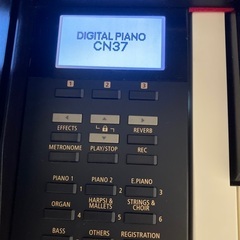 DIGITAL PIANO
CN37
1 2 3
EFFECTS REVERB
METRONOME PLAY/STOP REC
PIANO 1 PIANO 2 E.PIANO
1 2 3
ORGAN HARPSI & MALLETS STRINGS & CHOIR
4 5 6
BASS OTHERS REGISTRATION